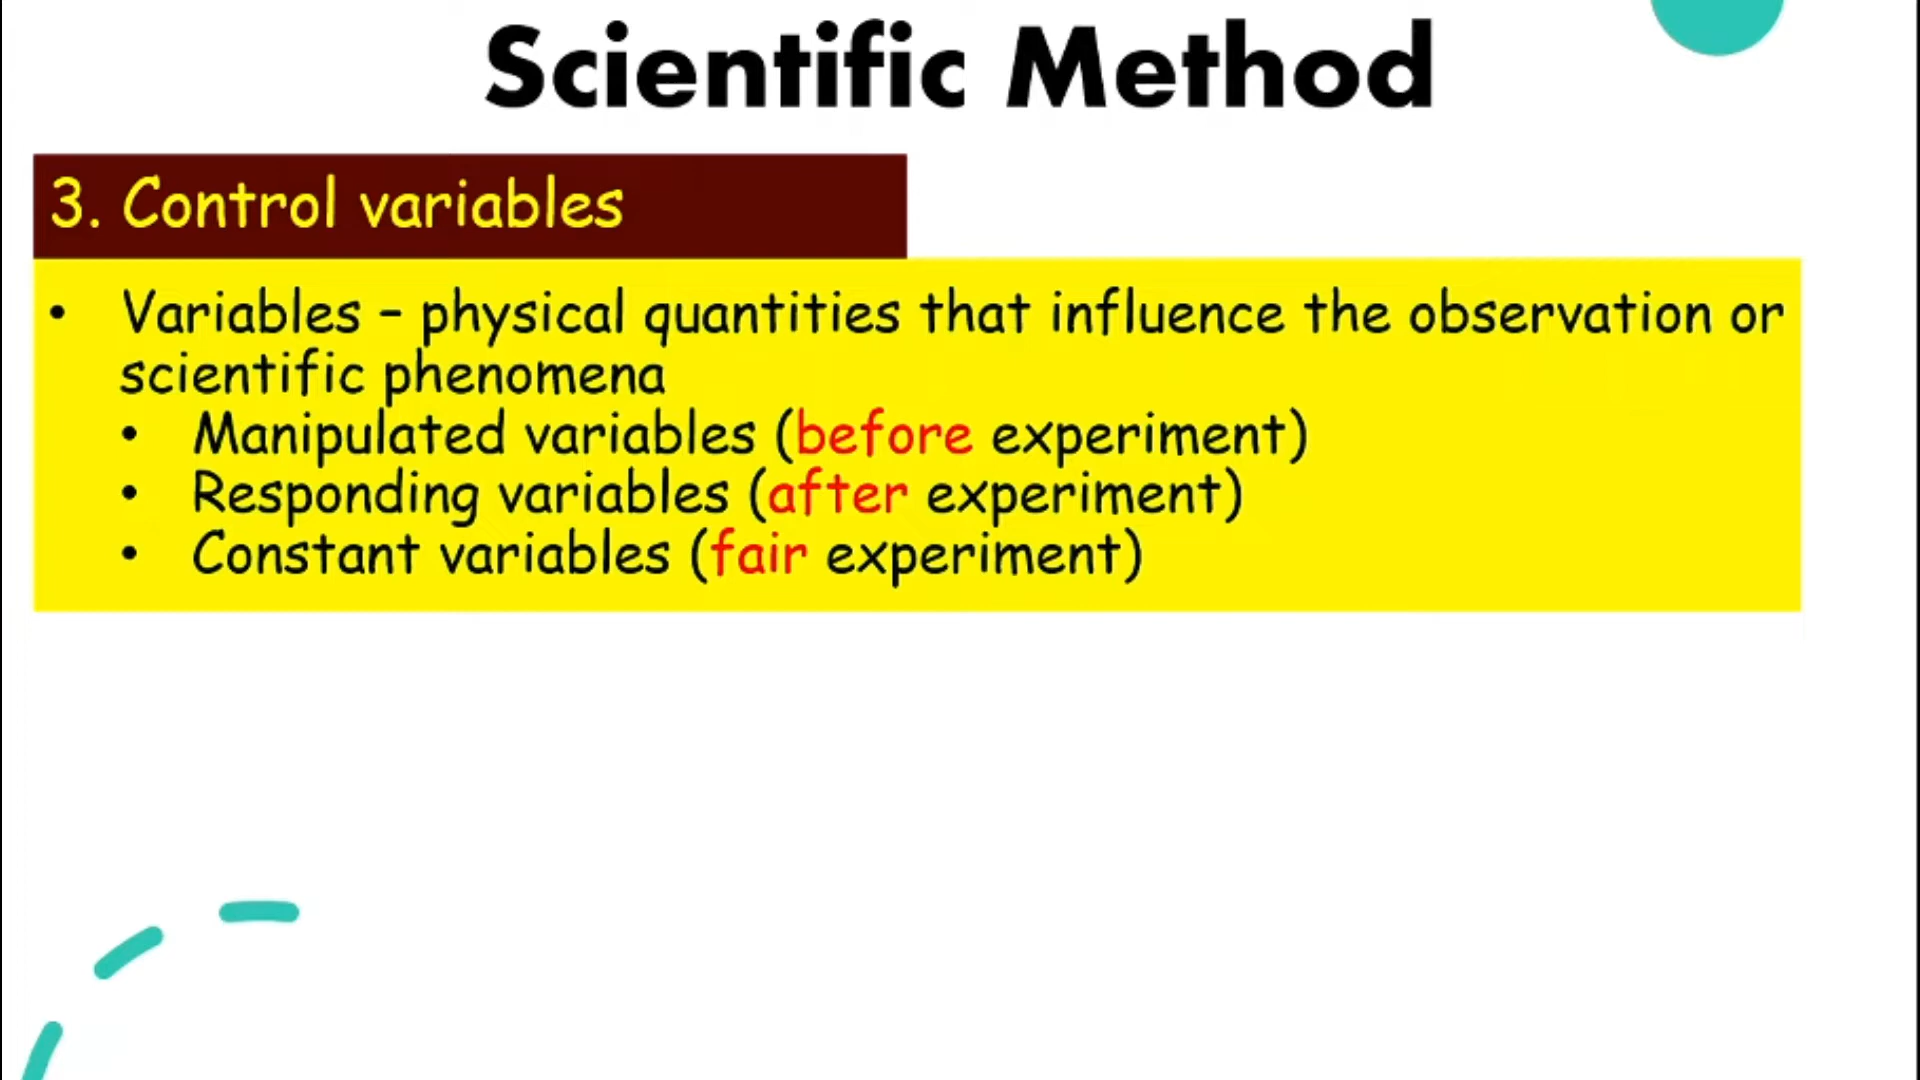 Scientific Method
3. Control variables
• Variables – physical quantities that influence the observation or
scientific phenomena
• Manipulated variables (before experiment)
• Responding variables (after experiment)
• Constant variables (fair experiment)